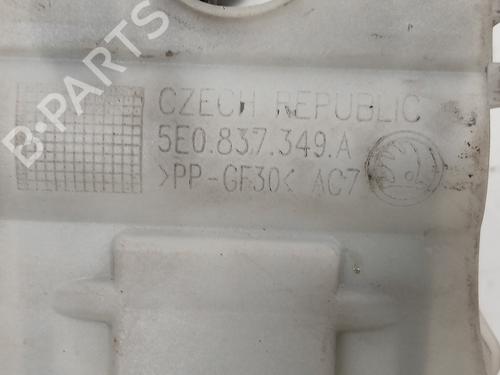 B-PARTS
CZECH REPUBLIC
5E0.837.349.A
>PP-GF30< AC7